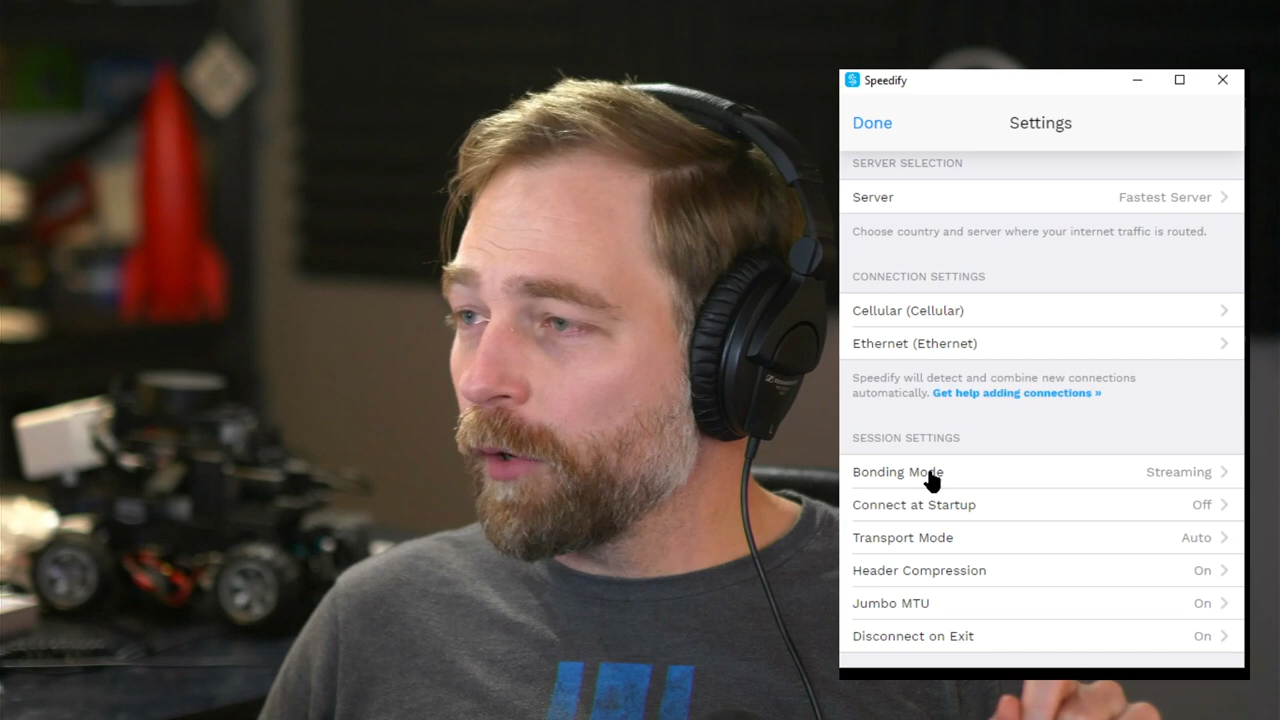 Speedify
Done
Settings
SERVER SELECTION
Server
Fastest Server
Choose country and server where your internet traffic is routed.
CONNECTION SETTINGS
Cellular (Cellular)
Ethernet (Ethernet)
Speedify will detect and combine new connections
automatically. Get help adding connections »
SESSION SETTINGS
Bonding Mode
Streaming
Connect at Startup
Off
Transport Mode
Auto
Header Compression
On
Jumbo MTU
On
Disconnect on Exit
On